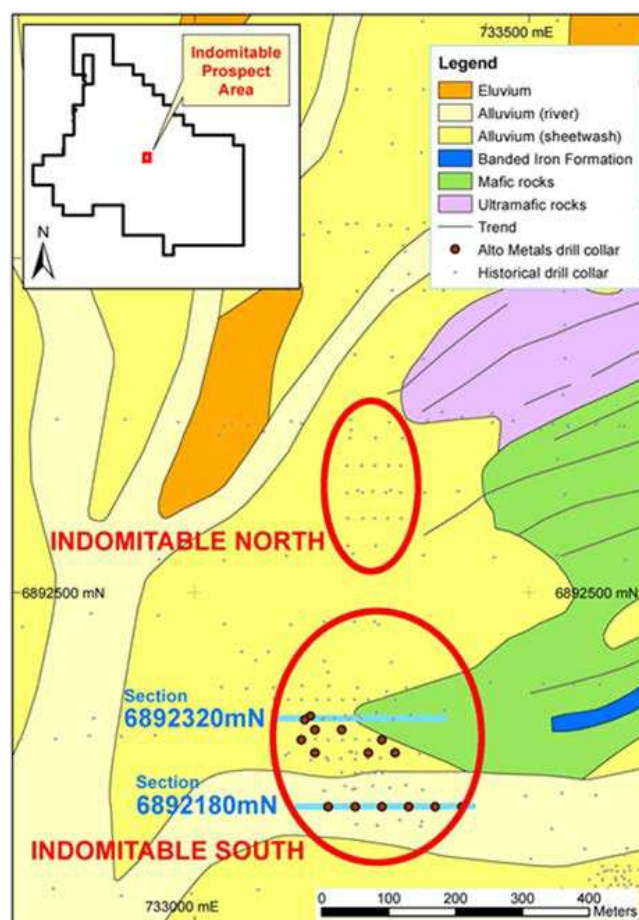 733500 mE
Indomitable
Prospect
Area
N
Legend
Eluvium
Alluvium (river)
Alluvium (sheetwash)
Banded Iron Formation
Mafic rocks
Ultramafic rocks
Trend
Alto Metals drill collar
Historical drill collar
INDOMITABLE NORTH
6892500 mN
6892500 mN
Section
6892320mN
Section
6892180mN
INDOMITABLE SOUTH
733000 mE
0 100 200 300 400
Meters